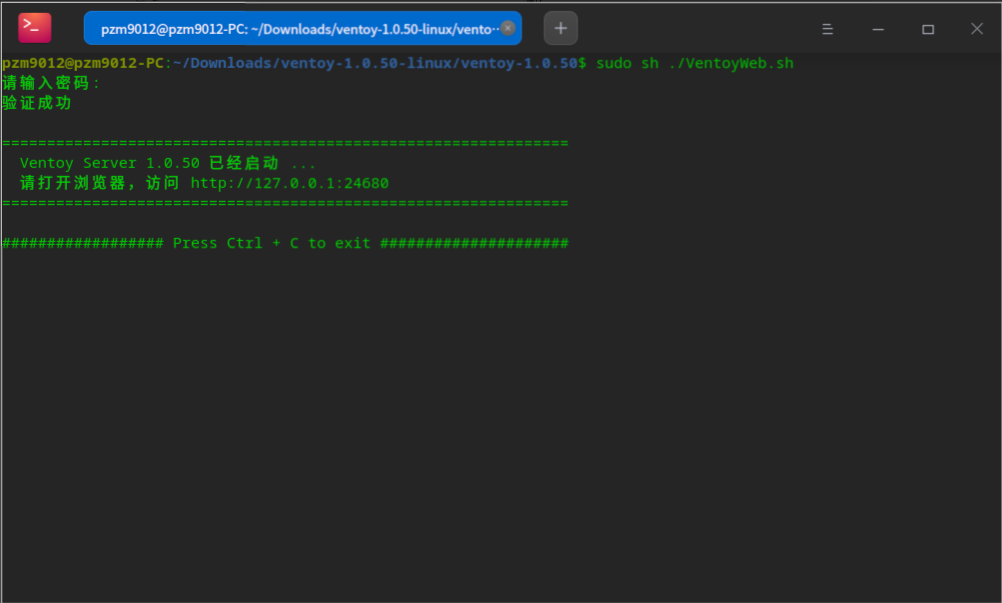 pzm9012@pzm9012-PC: ~/Downloads/ventoy-1.0.50-linux/vento··
pzm9012@pzm9012-PC:~/Downloads/ventoy-1.0.50-linux/ventoy-1.0.50$ sudo sh ./VentoyWeb.sh
请输入密码:
验证成功
===============================================================
Ventoy Server 1.0.50 已经启动 ...
请打开浏览器，访问 http://127.0.0.1:24680
===============================================================
################## Press Ctrl + C to exit #####################